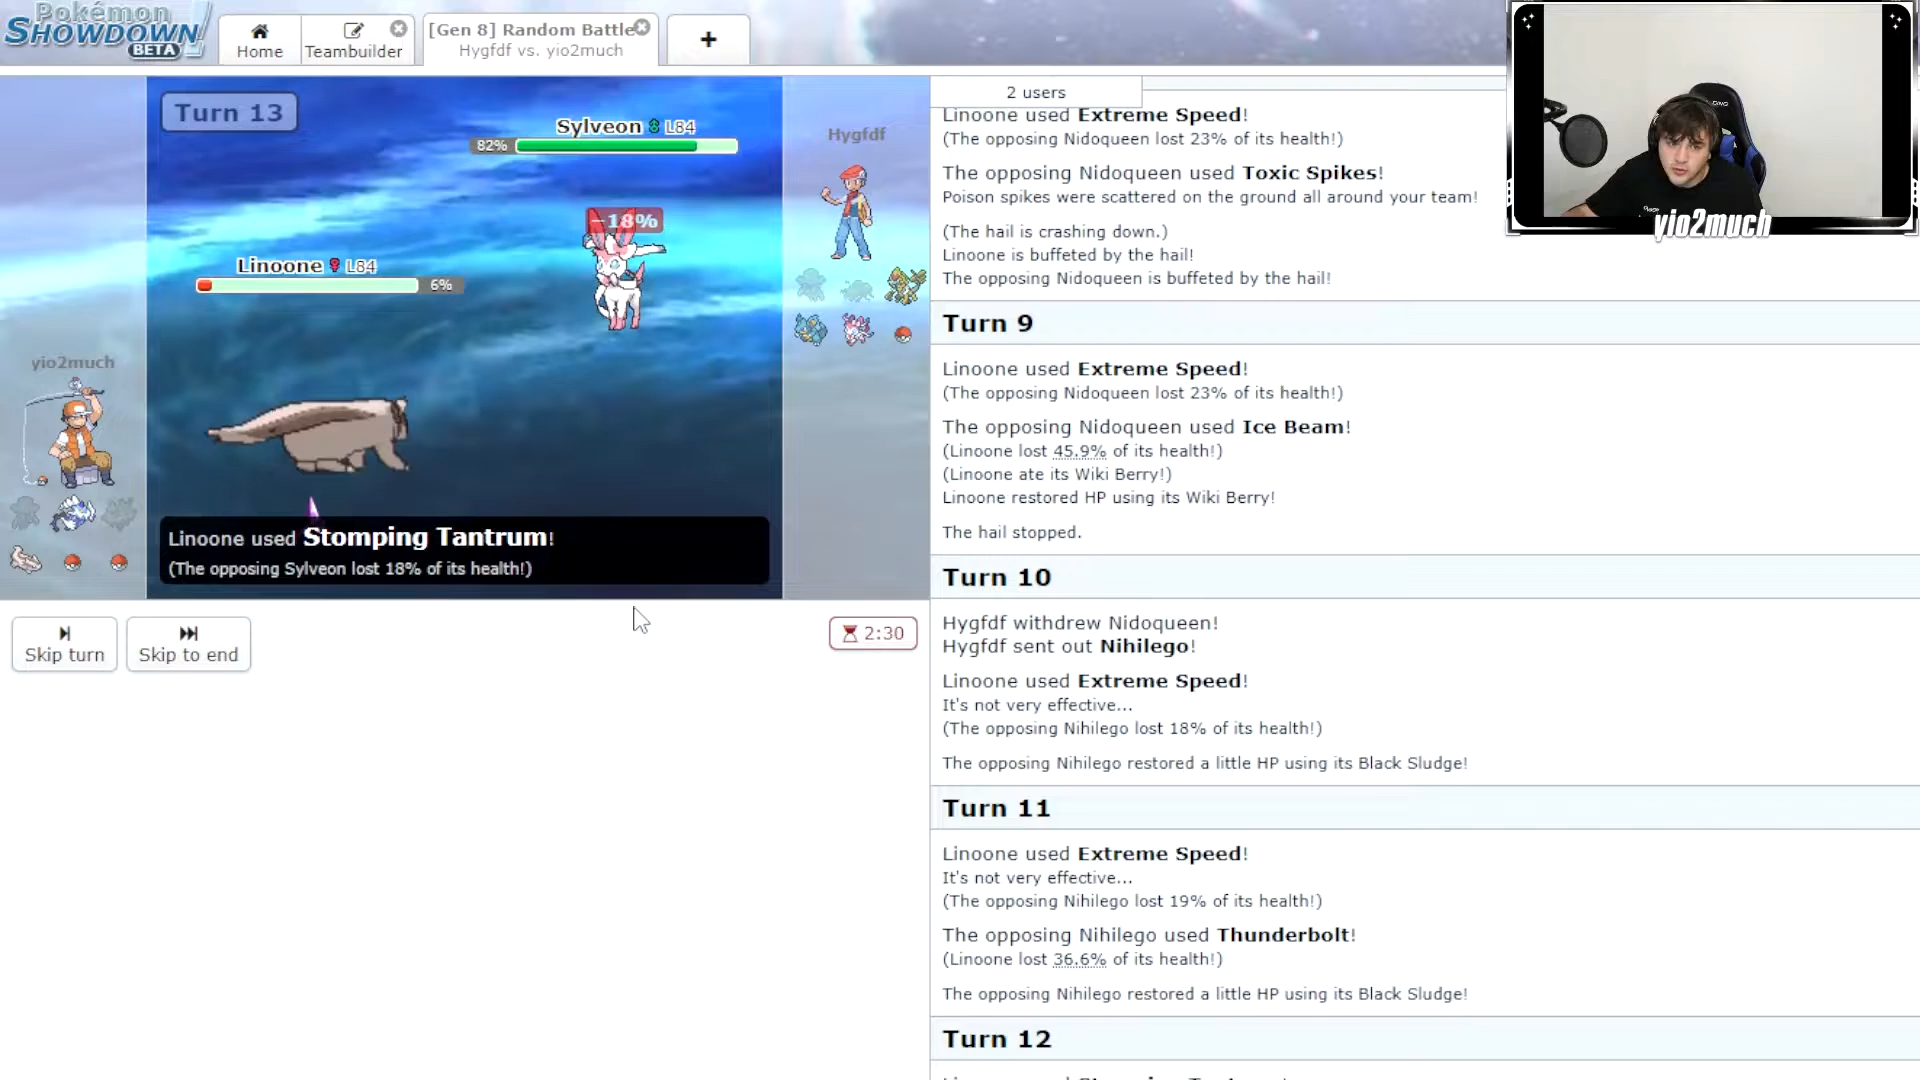 Pokémon
SHOWDOWN!
BETA
Home
Teambuilder
[Gen 8] Random Battle
Hygfdf vs. yio2much
+
Turn 13
Sylveon L84
82%
-18%
Linoone L84
6%
Hygfdf
yio2much
Linoone used Stomping Tantrum!
(The opposing Sylveon lost 18% of its health!)
Skip turn
Skip to end
2:30
2 users
Linoone used Extreme Speed!
(The opposing Nidoqueen lost 23% of its health!)
The opposing Nidoqueen used Toxic Spikes!
Poison spikes were scattered on the ground all around your team!
(The hail is crashing down.)
Linoone is buffeted by the hail!
The opposing Nidoqueen is buffeted by the hail!
Turn 9
Linoone used Extreme Speed!
(The opposing Nidoqueen lost 23% of its health!)
The opposing Nidoqueen used Ice Beam!
(Linoone lost 45.9% of its health!)
(Linoone ate its Wiki Berry!)
Linoone restored HP using its Wiki Berry!
The hail stopped.
Turn 10
Hygfdf withdrew Nidoqueen!
Hygfdf sent out Nihilego!
Linoone used Extreme Speed!
It's not very effective...
(The opposing Nihilego lost 18% of its health!)
The opposing Nihilego restored a little HP using its Black Sludge!
Turn 11
Linoone used Extreme Speed!
It's not very effective...
(The opposing Nihilego lost 19% of its health!)
The opposing Nihilego used Thunderbolt!
(Linoone lost 36.6% of its health!)
The opposing Nihilego restored a little HP using its Black Sludge!
Turn 12
yio2much